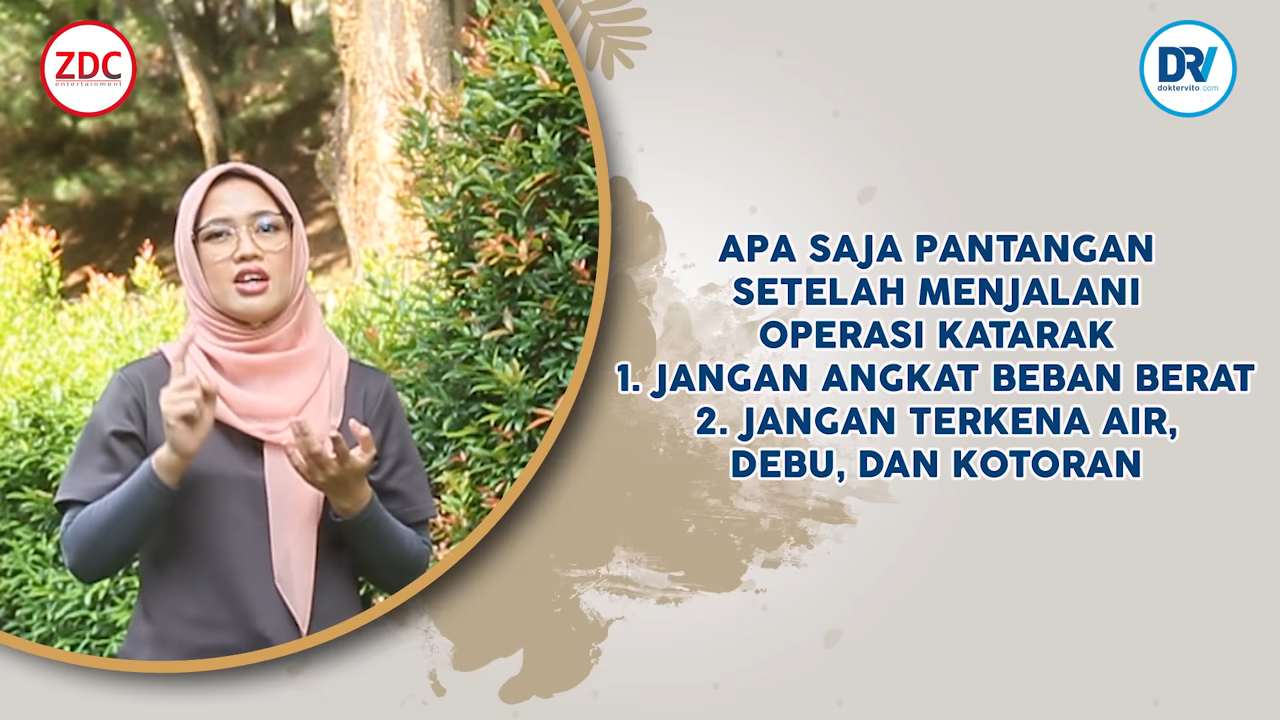 ZDC
entertainment
DRV
doktervito.com
APA SAJA PANTANGAN
SETELAH MENJALANI
OPERASI KATARAK
1. JANGAN ANGKAT BEBAN BERAT
2. JANGAN TERKENA AIR,
DEBU, DAN KOTORAN